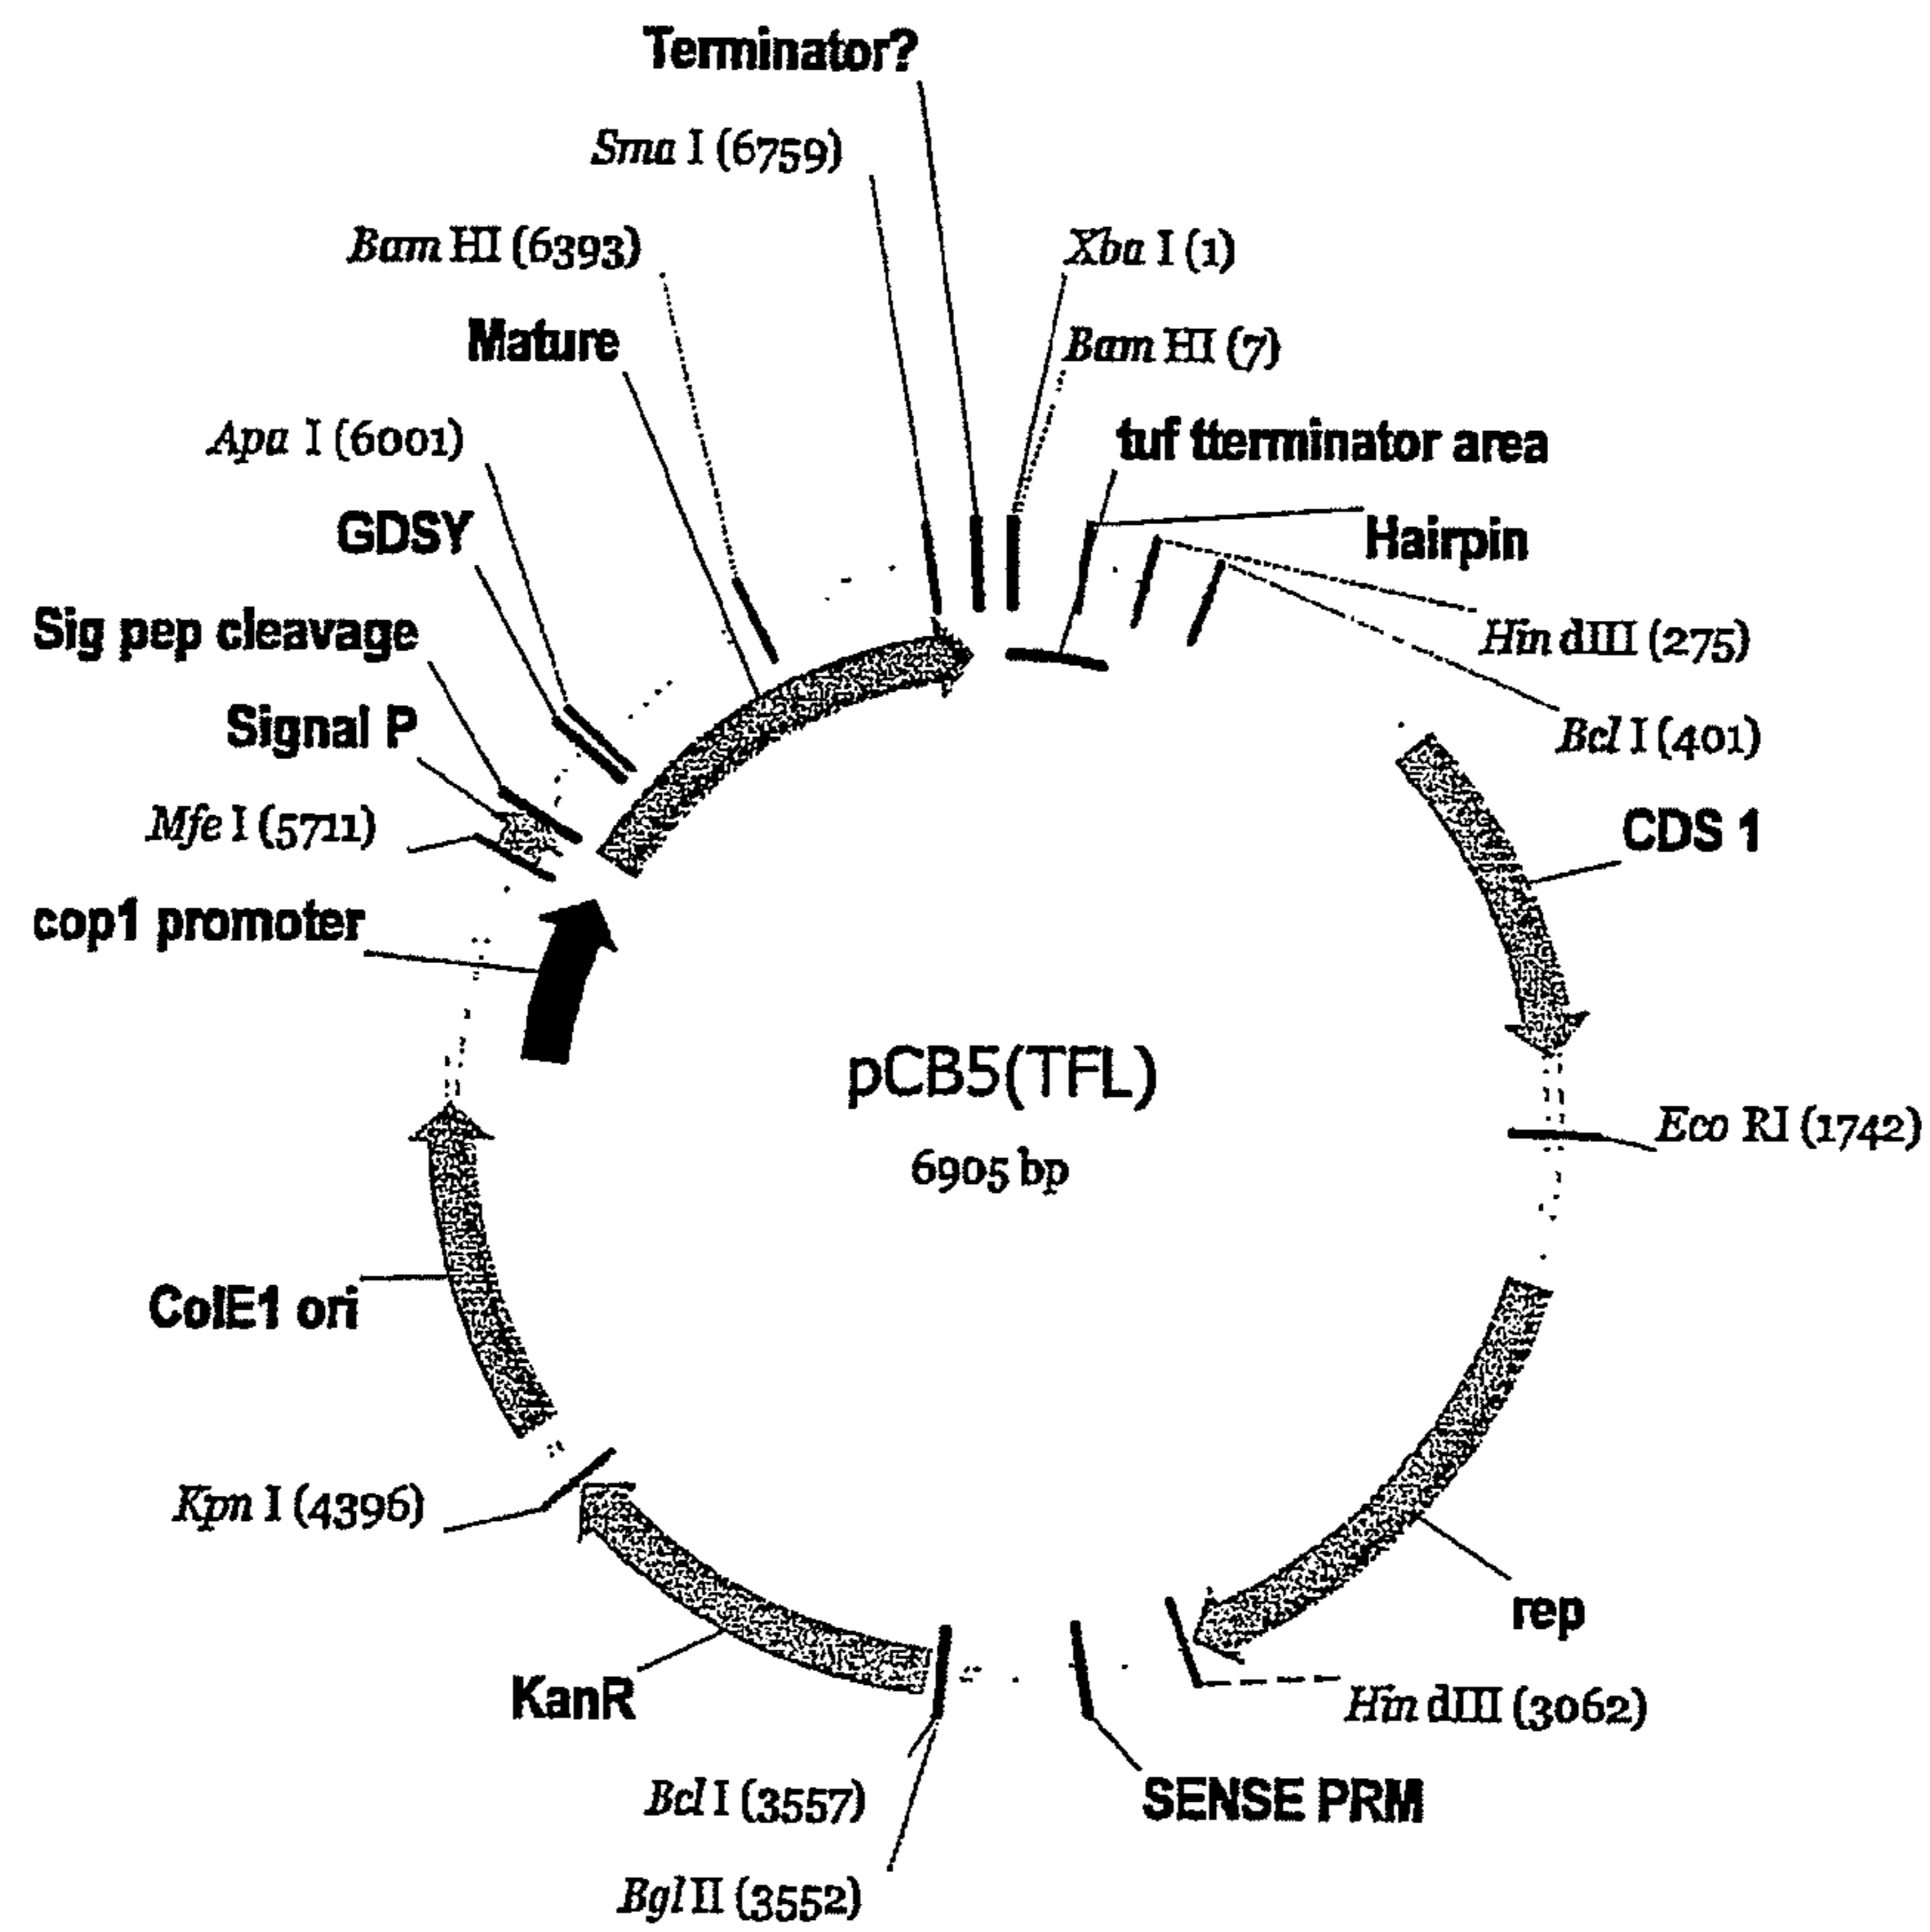 Terminator?
Sma I (6759)
Bam HI (6393)
Xba I (1)
Mature
Bam HI (7)
Apa I (6001)
tuf tterminator area
GDSY
Hairpin
Sig pep cleavage
Hin dIII (275)
Signal P
Bcl I (401)
Mfe I (5711)
CDS 1
cop1 promoter
pCB5(TFL)
Eco RI (1742)
6905 bp
ColE1 ori
Kpn I (4396)
rep
KanR
Hin dIII (3062)
Bcl I (3557)
SENSE PRM
Bgl II (3552)